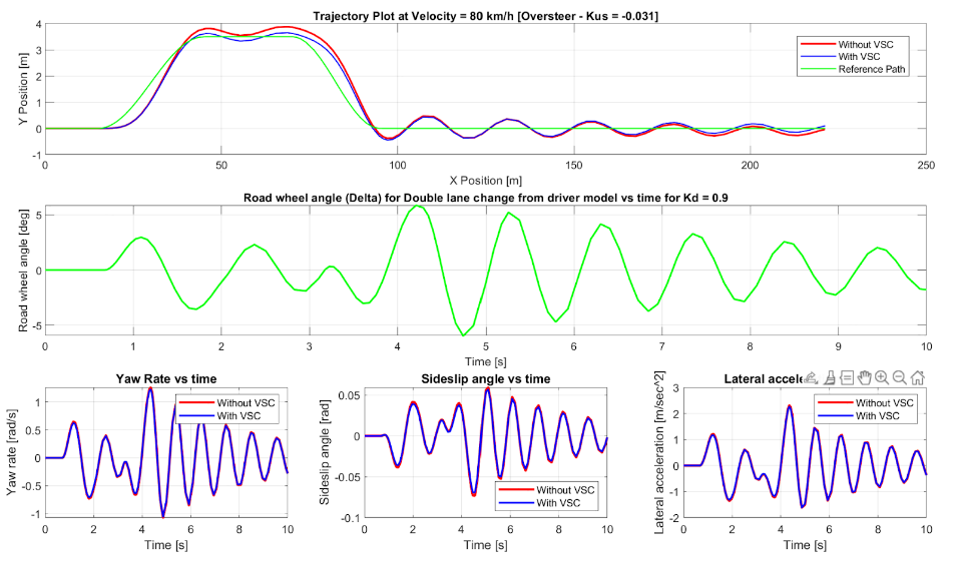 Trajectory Plot at Velocity = 80 km/h [Oversteer - Kus = -0.031]
Y Position [m]
4
3
2
1
0
-1
Without VSC
With VSC
Reference Path
0 50 100 150 200 250
X Position [m]
Road wheel angle (Delta) for Double lane change from driver model vs time for Kd = 0.9
Road wheel angle [deg]
5
0
-5
0 1 2 3 4 5 6 7 8 9 10
Time [s]
Yaw Rate vs time
Yaw rate [rad/s]
1
0.5
0
-0.5
-1
Without VSC
With VSC
0 2 4 6 8 10
Time [s]
Sideslip angle vs time
Sideslip angle [rad]
0.05
0
-0.05
-0.1
Without VSC
With VSC
0 2 4 6 8 10
Time [s]
Lateral accele
Lateral acceleration [m/sec^2]
3
2
1
0
-1
-2
Without VSC
With VSC
0 2 4 6 8 10
Time [s]